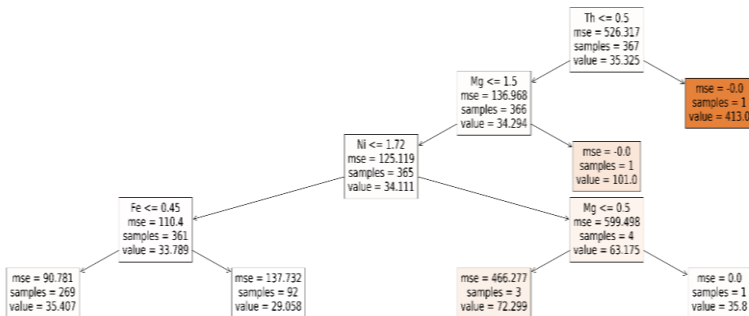 Th <= 0.5
mse = 526.317
samples = 367
value = 35.325
Mg <= 1.5
mse = 136.968
samples = 366
value = 34.294
mse = -0.0
samples = 1
value = 413.0
Ni <= 1.72
mse = 125.119
samples = 365
value = 34.111
mse = -0.0
samples = 1
value = 101.0
Fe <= 0.45
mse = 110.4
samples = 361
value = 33.789
Mg <= 0.5
mse = 599.498
samples = 4
value = 63.175
mse = 90.781
samples = 269
value = 35.407
mse = 137.732
samples = 92
value = 29.058
mse = 466.277
samples = 3
value = 72.299
mse = 0.0
samples = 1
value = 35.8